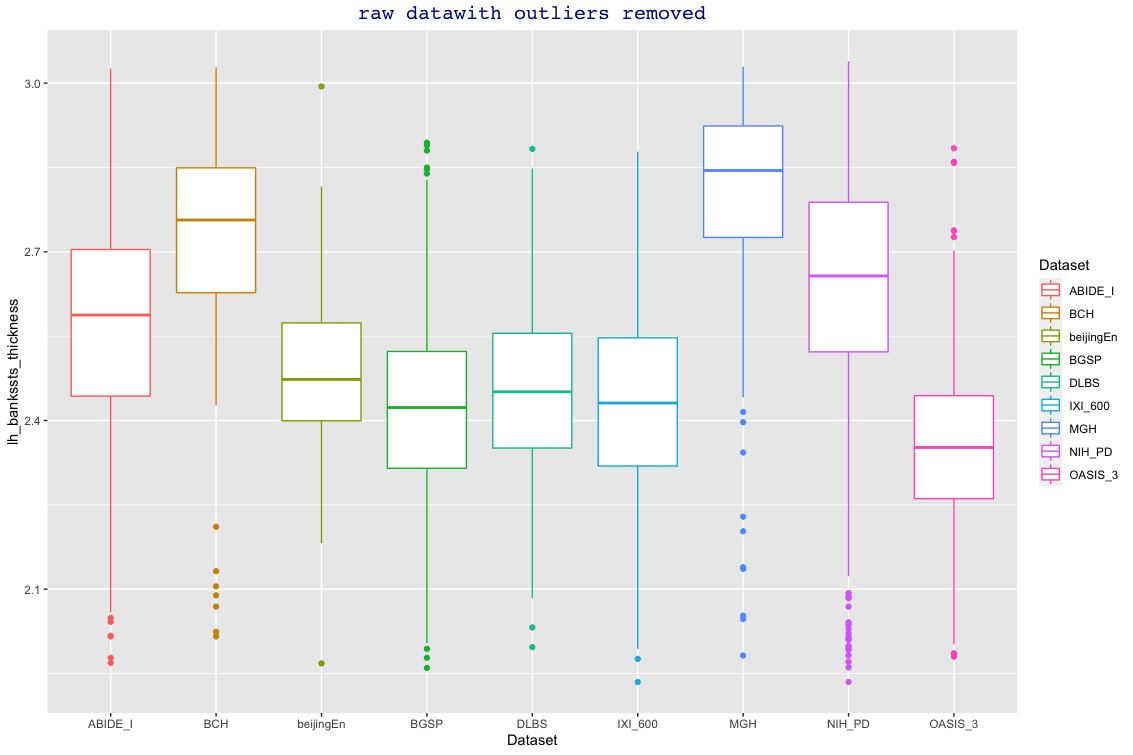 raw datawith outliers removed
lh_bankssts_thickness
3.0
2.7
2.4
2.1
ABIDE_I
BCH
beijingEn
BGSP
DLBS
IXI_600
MGH
NIH_PD
OASIS_3
Dataset
Dataset
ABIDE_I
BCH
beijingEn
BGSP
DLBS
IXI_600
MGH
NIH_PD
OASIS_3